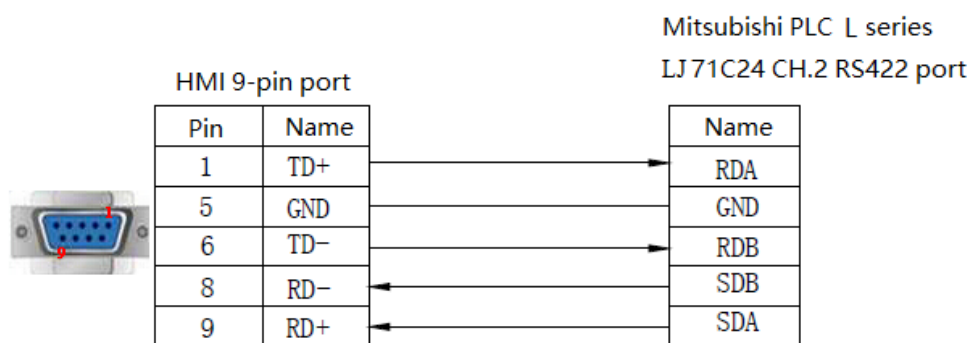 Mitsubishi PLC L series
LJ71C24 CH.2 RS422 port
HMI 9-pin port
Pin Name Name
1 TD+ RDA
5 GND GND
6 TD- RDB
8 RD- SDB
9 RD+ SDA
1
9